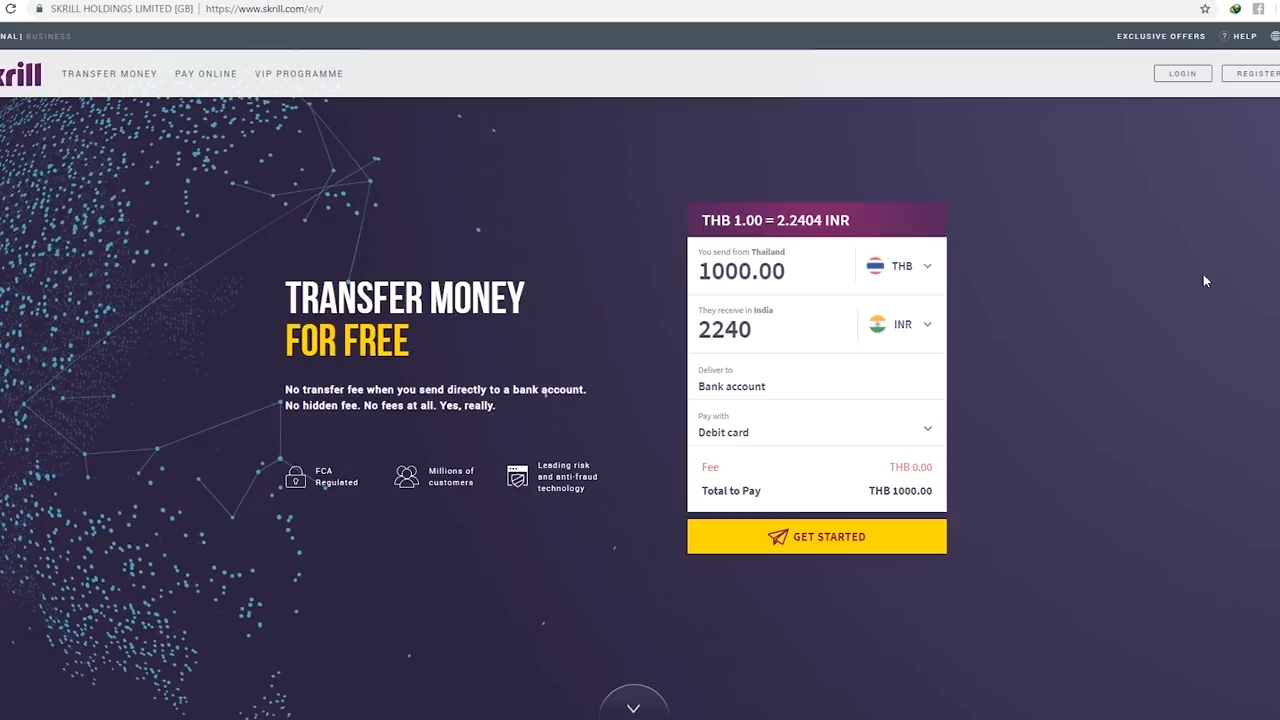 SKRILL HOLDINGS LIMITED [GB] | https://www.skrill.com/en/
NAL | BUSINESS
EXCLUSIVE OFFERS ? HELP
krill
TRANSFER MONEY PAY ONLINE VIP PROGRAMME
LOGIN REGISTER
TRANSFER MONEY
FOR FREE
No transfer fee when you send directly to a bank account.
No hidden fee. No fees at all. Yes, really.
FCA
Regulated
Millions of
customers
Leading risk
and anti-fraud
technology
THB 1.00 = 2.2404 INR
You send from Thailand
1000.00 THB
They receive in India
2240 INR
Deliver to
Bank account
Pay with
Debit card
Fee THB 0.00
Total to Pay THB 1000.00
GET STARTED